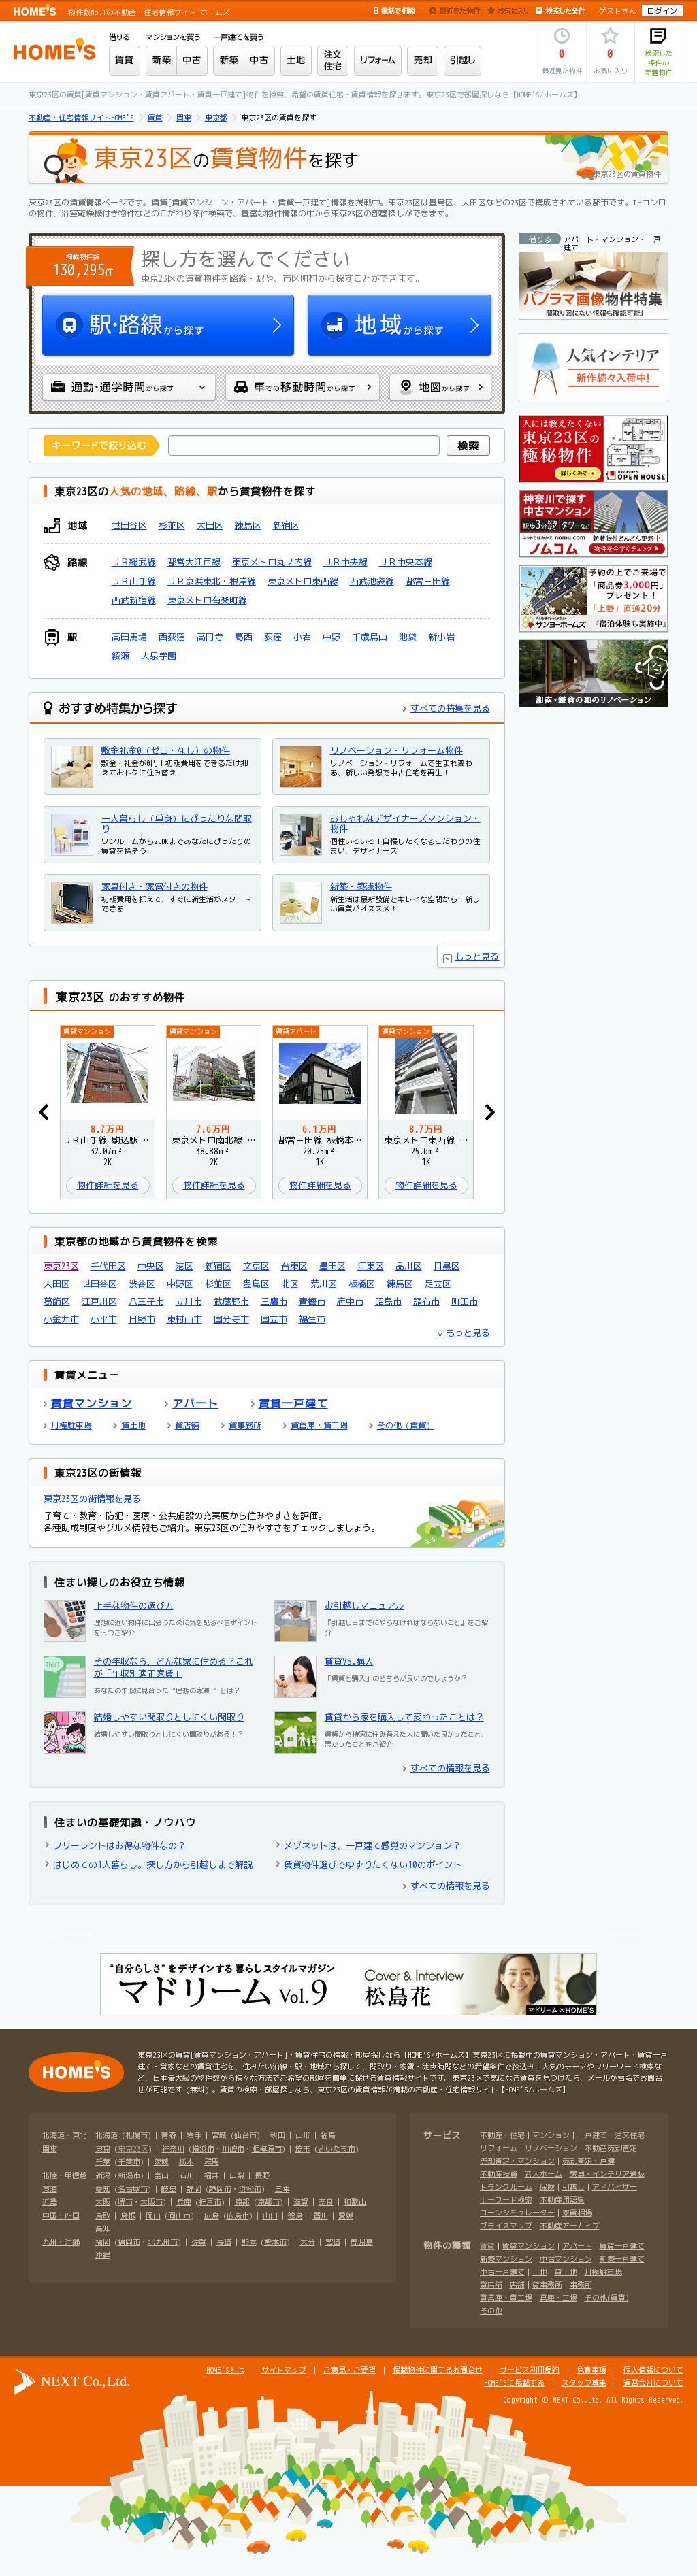 HOME'S 物件数No.1の不動産・住宅情報サイト ホームズ
電話で相談 最近見た物件 お気に入り 検索した条件 ゲストさん ログイン
HOME'S
借りる マンションを買う 一戸建てを買う
賃貸 新築 中古 新築 中古 土地 注文住宅 リフォーム 売却 引越し
0 最近見た物件
0 お気に入り
検索した条件の新着物件
東京23区の賃貸[賃貸マンション・賃貸アパート・賃貸一戸建て]物件を検索、希望の賃貸住宅・賃貸情報を探せます。東京23区で部屋探しなら【HOME'S/ホームズ】
不動産・住宅情報サイトHOME'S > 賃貸 > 関東 > 東京都 > 東京23区の賃貸を探す
東京23区の賃貸物件を探す
東京23区の賃貸物件
東京23区の賃貸情報ページです。賃貸[賃貸マンション・アパート・賃貸一戸建て]情報を掲載中。東京23区は豊島区、大田区などの23区で構成されている都市です。IHコンロの物件、浴室乾燥機付き物件などのこだわり条件検索で、豊富な物件情報の中から東京23区の部屋探しができます。
掲載物件数
130,295件
探し方を選んでください
東京23区の賃貸物件を路線・駅や、市区町村から探すことができます。
駅・路線から探す
地域から探す
通勤・通学時間から探す
車での移動時間から探す
地図から探す
キーワードで絞り込む 検索
東京23区の人気の地域、路線、駅から賃貸物件を探す
地域 世田谷区 杉並区 大田区 練馬区 新宿区
路線 ＪＲ総武線 都営大江戸線 東京メトロ丸ノ内線 ＪＲ中央線 ＪＲ中央本線
ＪＲ山手線 ＪＲ京浜東北・根岸線 東京メトロ東西線 西武池袋線 都営三田線
西武新宿線 東京メトロ有楽町線
駅 高田馬場 西荻窪 高円寺 葛西 荻窪 小岩 中野 千歳烏山 池袋 新小岩
綾瀬 大泉学園
おすすめ特集から探す
すべての特集を見る
敷金礼金0（ゼロ・なし）の物件
敷金・礼金が0円！初期費用をできるだけ抑えておトクに住み替え
リノベーション・リフォーム物件
リノベーション・リフォームで生まれ変わる、新しい発想で中古住宅を再生！
一人暮らし（単身）にぴったりな間取り
ワンルームから2LDKまであなたにぴったりの賃貸を探そう
おしゃれなデザイナーズマンション・物件
個性いろいろ！自慢したくなるこだわりの住まい、デザイナーズ
家具付き・家電付きの物件
初期費用を抑えて、すぐに新生活がスタートできる
新築・築浅物件
新生活は最新設備とキレイな空間から！新しい賃貸がオススメ！
もっと見る
東京23区 のおすすめ物件
賃貸マンション
8.7万円
ＪＲ山手線 駒込駅 …
32.07m²
2K
物件詳細を見る
賃貸マンション
7.6万円
東京メトロ南北線 …
38.88m²
2K
物件詳細を見る
賃貸アパート
6.1万円
都営三田線 板橋本…
20.25m²
1K
物件詳細を見る
賃貸マンション
8.7万円
東京メトロ東西線 …
25.6m²
1K
物件詳細を見る
東京都の地域から賃貸物件を検索
東京23区 千代田区 中央区 港区 新宿区 文京区 台東区 墨田区 江東区 品川区 目黒区
大田区 世田谷区 渋谷区 中野区 杉並区 豊島区 北区 荒川区 板橋区 練馬区 足立区
葛飾区 江戸川区 八王子市 立川市 武蔵野市 三鷹市 青梅市 府中市 昭島市 調布市 町田市
小金井市 小平市 日野市 東村山市 国分寺市 国立市 福生市
もっと見る
賃貸メニュー
賃貸マンション アパート 賃貸一戸建て
月極駐車場 貸土地 貸店舗 貸事務所 貸倉庫・貸工場 その他（賃貸）
東京23区の街情報
東京23区の街情報を見る
子育て・教育・防犯・医療・公共施設の充実度から住みやすさを評価。
各種助成制度やグルメ情報もご紹介。東京23区の住みやすさをチェックしましょう。
住まい探しのお役立ち情報
上手な物件の選び方
理想に近い物件に出会うために気を配るべきポイントを5つご紹介
お引越しマニュアル
『引越し日までにやらなければならないこと』をご紹介
その年収なら、どんな家に住める？これが「年収別適正家賃」
あなたの年収に見合った“理想の家賃”とは？
賃貸VS.購入
「賃貸と購入」のどちらが良いのでしょうか？
結婚しやすい間取りとしにくい間取り
結婚しやすい間取りとしにくい間取りがある！？
賃貸から家を購入して変わったことは？
賃貸から持家に住み替えた人に聞いた良かったこと、悪かったことをご紹介
すべての情報を見る
住まいの基礎知識・ノウハウ
フリーレントはお得な物件なの？
メゾネットは、一戸建て感覚のマンション？
はじめての1人暮らし。探し方から引越しまで解説
賃貸物件選びでゆずりたくない10のポイント
すべての情報を見る
借りる アパート・マンション・一戸建て
パノラマ画像物件特集
間取り図にない情報も確認可能!
人気インテリア
新作続々入荷中!
人には教えたくない
東京23区の
極秘物件
詳しくみる
OPEN HOUSE
神奈川で探す
中古マンション
駅歩3分圏 タワーなど
ネットで住みかえ nomu.com
ノムコム
新着物件どんどん更新中!
物件を今すぐチェック
予約の上でご来場で
「商品券3,000円」
プレゼント!
「上野」直通20分
サンヨーホームズ
『宿泊体験も実施中』
湘南・鎌倉の和のリノベーション
“自分らしさ”をデザインする暮らしスタイルマガジン
マドリーム Vol.9
Cover & Interview
松島花
マドリーム×HOME'S
HOME'S
東京23区の賃貸[賃貸マンション・アパート]・賃貸住宅の情報・部屋探しなら【HOME'S/ホームズ】東京23区に掲載中の賃貸マンション・アパート・賃貸一戸建て・貸家などの賃貸住宅を、住みたい沿線・駅・地域から探して、間取り・家賃・徒歩時間などの希望条件で絞込み！人気のテーマやフリーワード検索など、日本最大級の物件数から様々な方法でご希望の部屋を簡単に探せる賃貸情報サイトです。東京23区で気になる賃貸を見つけたら、メールか電話でお問合せが可能です（無料）。賃貸の検索・部屋探しなら、東京23区の賃貸情報が満載の不動産・住宅情報サイト【HOME'S/ホームズ】
北海道・東北 北海道 (札幌市) | 青森 | 岩手 | 宮城 (仙台市) | 秋田 | 山形 | 福島
関東 東京 (東京23区) | 神奈川 (横浜市・川崎市・相模原市) | 埼玉 (さいたま市)
千葉 (千葉市) | 茨城 | 栃木 | 群馬
北陸・甲信越 新潟 (新潟市) | 富山 | 石川 | 福井 | 山梨 | 長野
東海 愛知 (名古屋市) | 岐阜 | 静岡 (静岡市・浜松市) | 三重
近畿 大阪 (堺市・大阪市) | 兵庫 (神戸市) | 京都 (京都市) | 滋賀 | 奈良 | 和歌山
中国・四国 鳥取 | 島根 | 岡山 (岡山市) | 広島 (広島市) | 山口 | 徳島 | 香川 | 愛媛
高知
九州・沖縄 福岡 (福岡市・北九州市) | 佐賀 | 長崎 | 熊本 (熊本市) | 大分 | 宮崎 | 鹿児島
沖縄
サービス 不動産・住宅 | マンション | 一戸建て | 注文住宅
リフォーム | リノベーション | 不動産売却査定
売却査定・マンション | 売却査定・戸建
不動産投資 | 老人ホーム | 家具・インテリア通販
トランクルーム | 保険 | 引越し | アドバイザー
キーワード検索 | 不動産用語集
ローンシミュレーター | 家賃相場
プライスマップ | 不動産アーカイブ
物件の種類 賃貸 | 賃貸マンション | アパート | 賃貸一戸建て
新築マンション | 中古マンション | 新築一戸建て
中古一戸建て | 土地 | 貸土地 | 月極駐車場
貸店舗 | 店舗 | 貸事務所 | 事務所
貸倉庫・貸工場 | 倉庫・工場 | その他(賃貸)
その他
NEXT Co.,Ltd.
HOME'Sとは | サイトマップ | ご意見・ご要望 | 掲載物件に関するお問合せ | サービス利用規約 | 免責事項 | 個人情報について
HOME'Sに掲載する | スタッフ募集 | 運営会社について
Copyright © NEXT Co.,Ltd. All Rights Reserved.